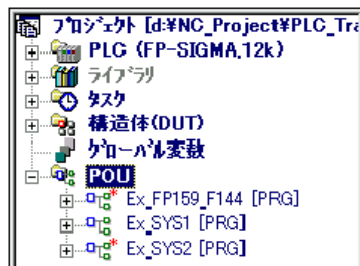 ﾌﾟﾛｼﾞｪｸﾄ [d:¥NC_Project¥PLC_Tra
PLC (FP-SIGMA,12k)
ﾗｲﾌﾞﾗﾘ
ﾀｽｸ
構造体(DUT)
ｸﾞﾛｰﾊﾞﾙ変数
POU
Ex_FP159_F144 [PRG]
Ex_SYS1 [PRG]
Ex_SYS2 [PRG]